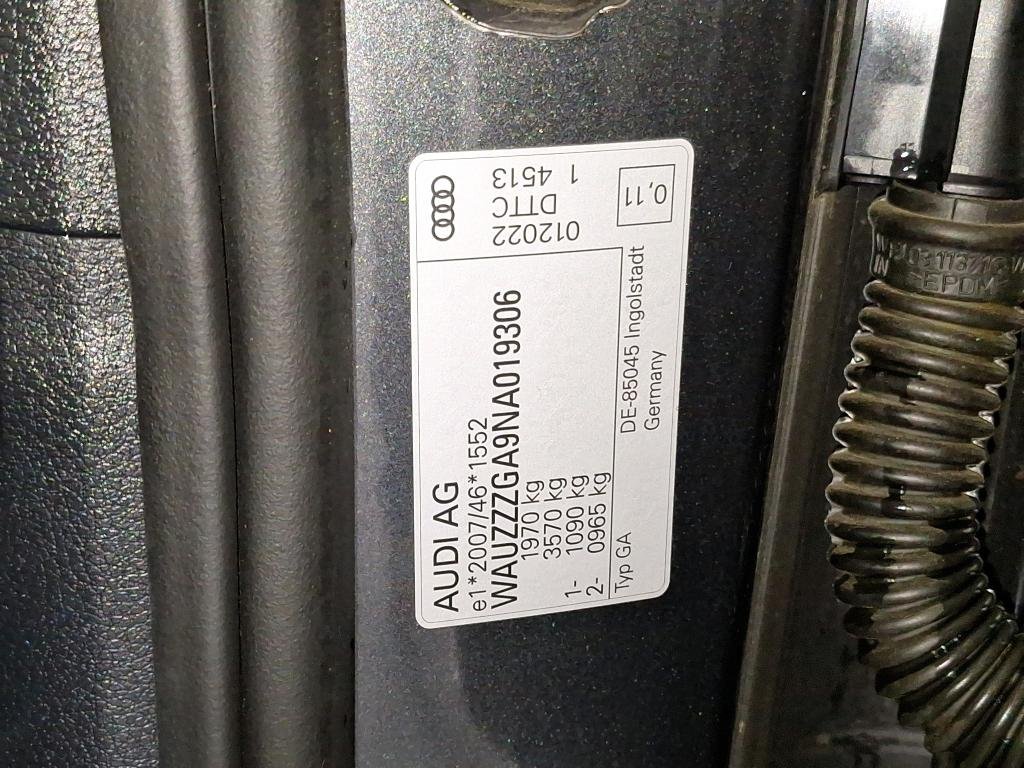 AUDI AG
e1*2007/46*1552
WAUZZZGA9NA019306
1970 kg
3570 kg
1- 1090 kg
2- 0965 kg
Typ GA
DE-85045 Ingolstadt
Germany
012022
DTTC
1 4513
0,11
EPDM